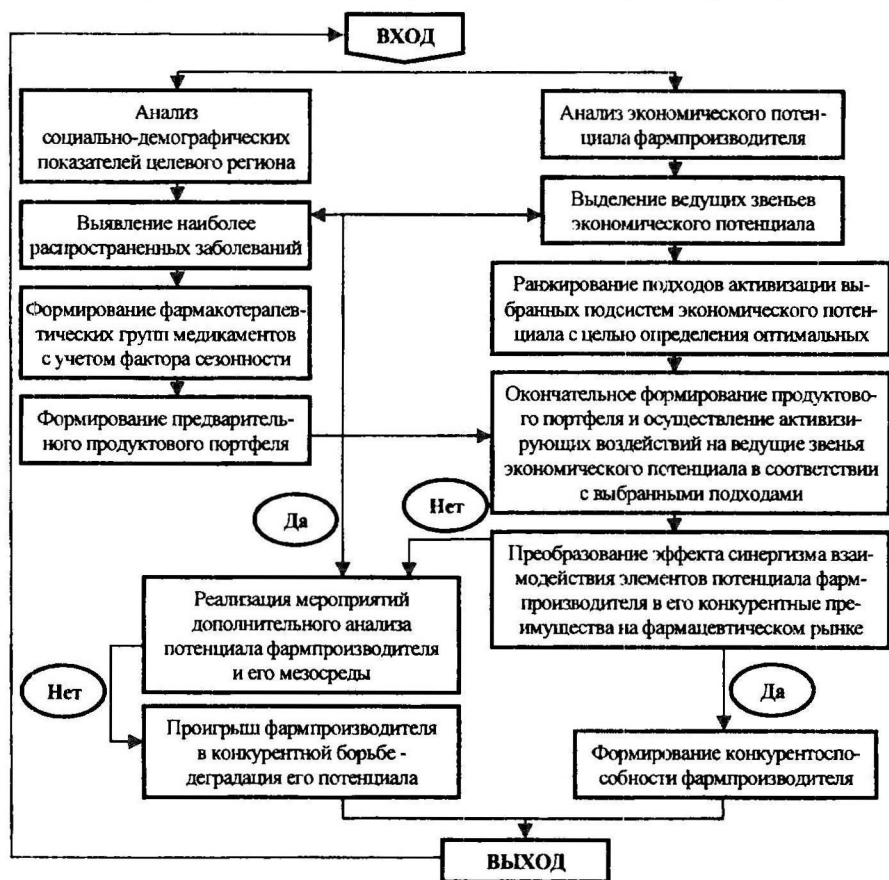 ВХОД
Анализ
социально-демографических
показателей целевого региона
Выявление наиболее
распространенных заболеваний
Формирование фармакотерапев-
тических групп медикаментов
с учетом фактора сезонности
Формирование предваритель-
ного продуктового портфеля
Анализ экономического потен-
циала фармпроизводителя
Выделение ведущих звеньев
экономического потенциала
Ранжирование подходов активизации вы-
бранных подсистем экономического потен-
циала с целью определения оптимальных
Окончательное формирование продуктово-
го портфеля и осуществление активизи-
рующих воздействий на ведущие звенья
экономического потенциала в соответствии
с выбранными подходами
Да
Нет
Преобразование эффекта синергизма взаи-
модействия элементов потенциала фарм-
производителя в его конкурентные пре-
имущества на фармацевтическом рынке
Реализация мероприятий
дополнительного анализа
потенциала фармпроизводителя
и его мезосреды
Нет
Да
Проигрыш фармпроизводителя
в конкурентной борьбе -
деградация его потенциала
Формирование конкурентоспо-
собности фармпроизводителя
ВЫХОД